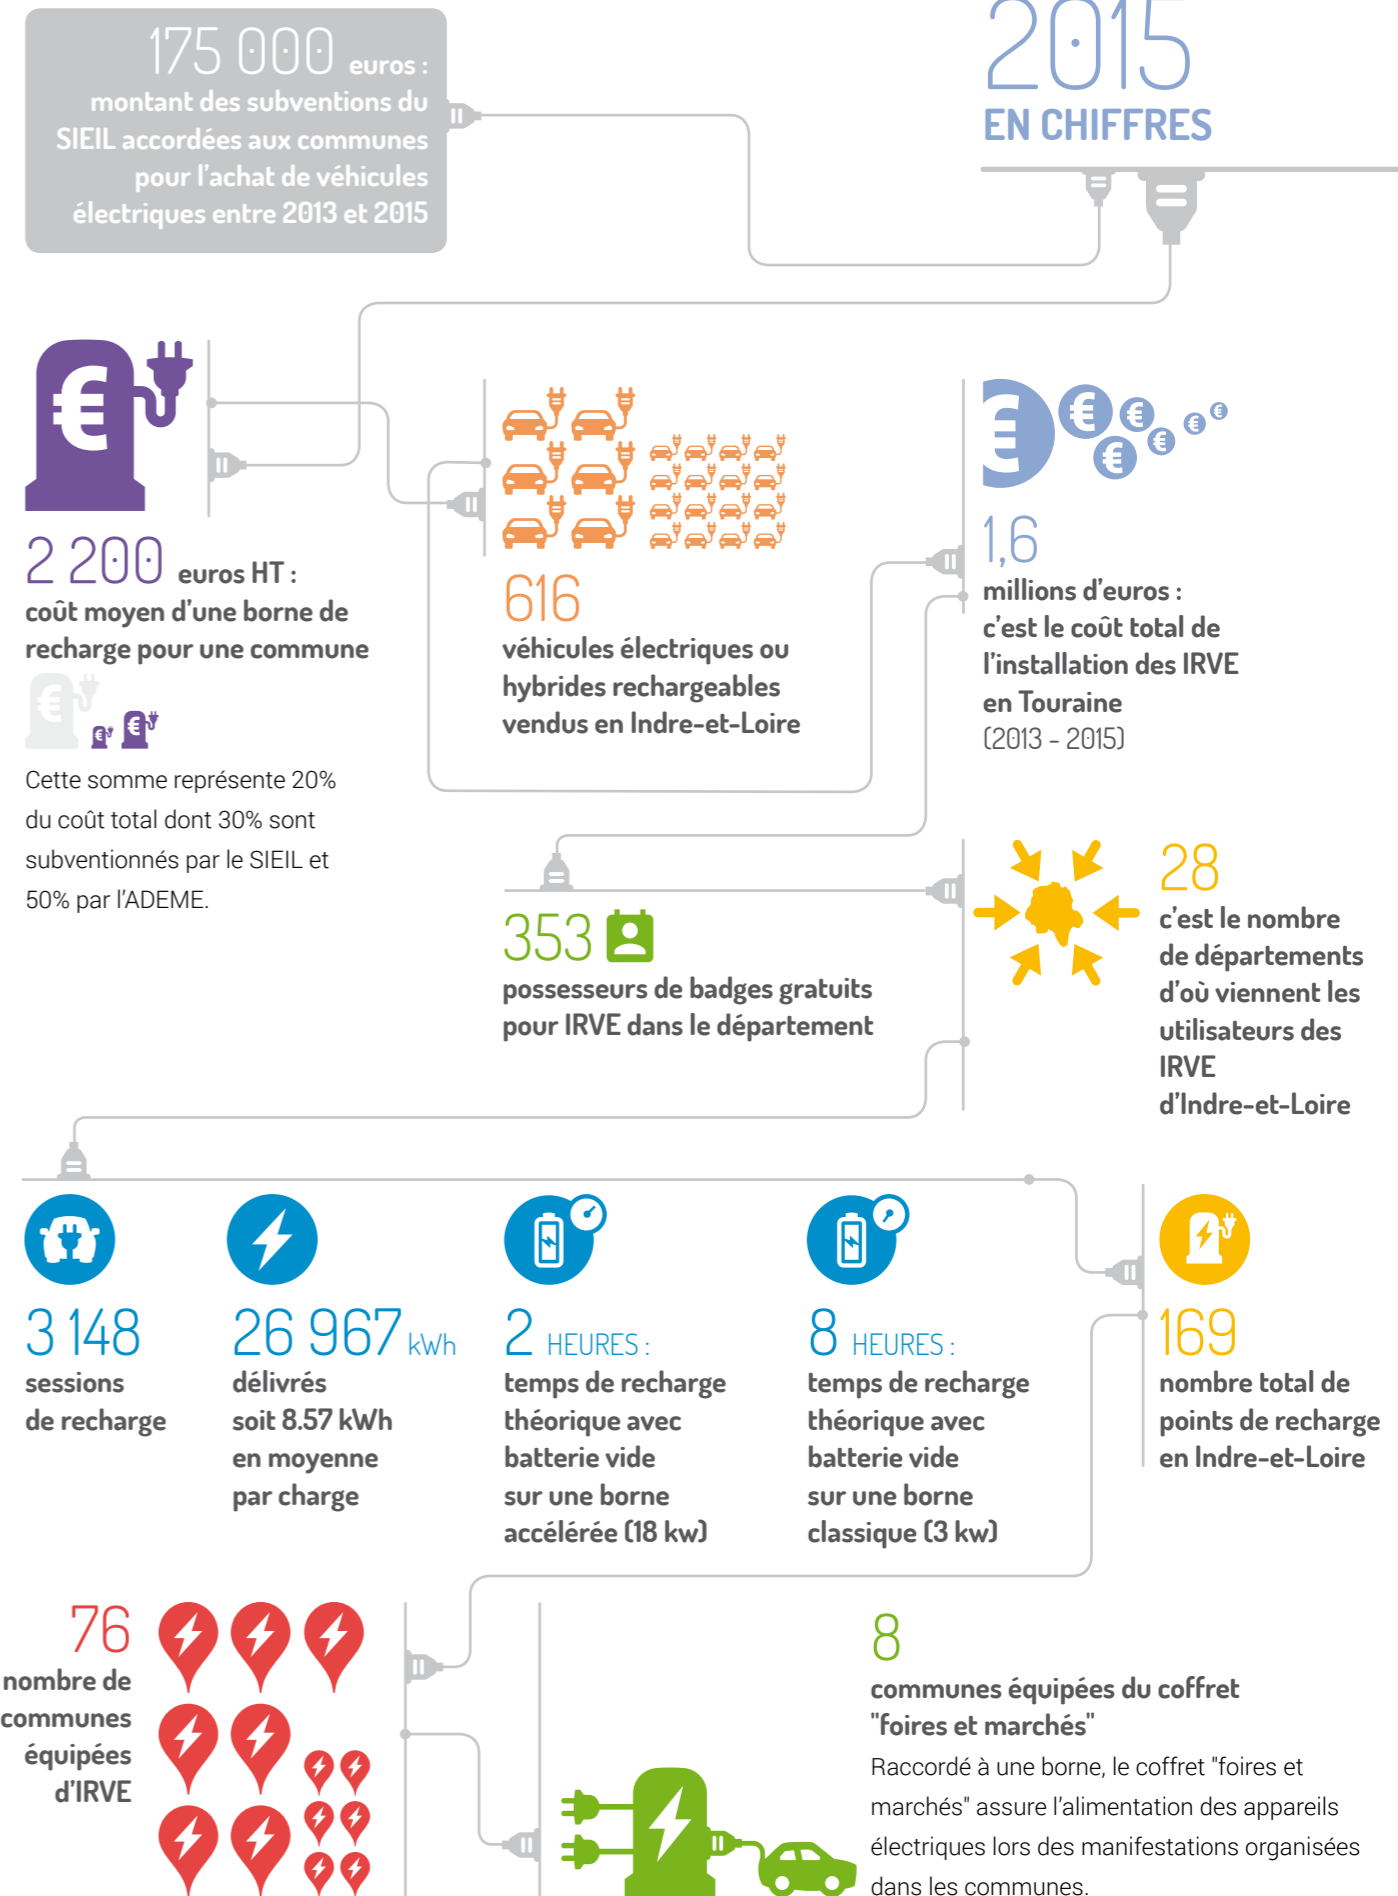 2015
EN CHIFFRES
175 000 euros :
montant des subventions du
SIEIL accordées aux communes
pour l'achat de véhicules
électriques entre 2013 et 2015
2 200 euros HT :
coût moyen d'une borne de
recharge pour une commune
Cette somme représente 20%
du coût total dont 30% sont
subventionnés par le SIEIL et
50% par l'ADEME.
616
véhicules électriques ou
hybrides rechargeables
vendus en Indre-et-Loire
1,6
millions d'euros :
c'est le coût total de
l'installation des IRVE
en Touraine
(2013 - 2015)
353
possesseurs de badges gratuits
pour IRVE dans le département
28
c'est le nombre
de départements
d'où viennent les
utilisateurs des
IRVE
d'Indre-et-Loire
3 148
sessions
de recharge
26 967 kWh
délivrés
soit 8.57 kWh
en moyenne
par charge
2 HEURES :
temps de recharge
théorique avec
batterie vide
sur une borne
accélérée (18 kw)
8 HEURES :
temps de recharge
théorique avec
batterie vide
sur une borne
classique (3 kw)
169
nombre total de
points de recharge
en Indre-et-Loire
76
nombre de
communes
équipées
d'IRVE
8
communes équipées du coffret
"foires et marchés"
Raccordé à une borne, le coffret "foires et
marchés" assure l'alimentation des appareils
électriques lors des manifestations organisées
dans les communes.